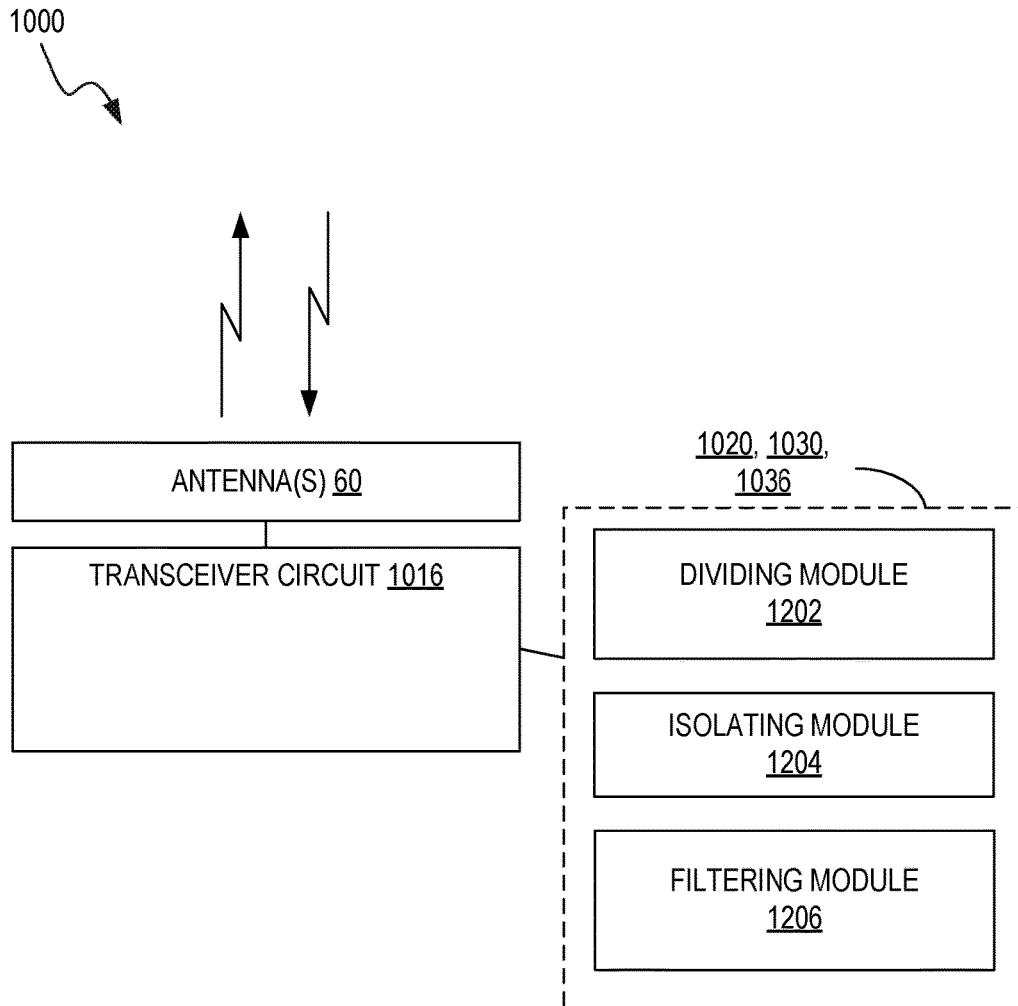 1000
ANTENNA(S) 60
TRANSCEIVER CIRCUIT 1016
1020, 1030,
1036
DIVIDING MODULE
1202
ISOLATING MODULE
1204
FILTERING MODULE
1206